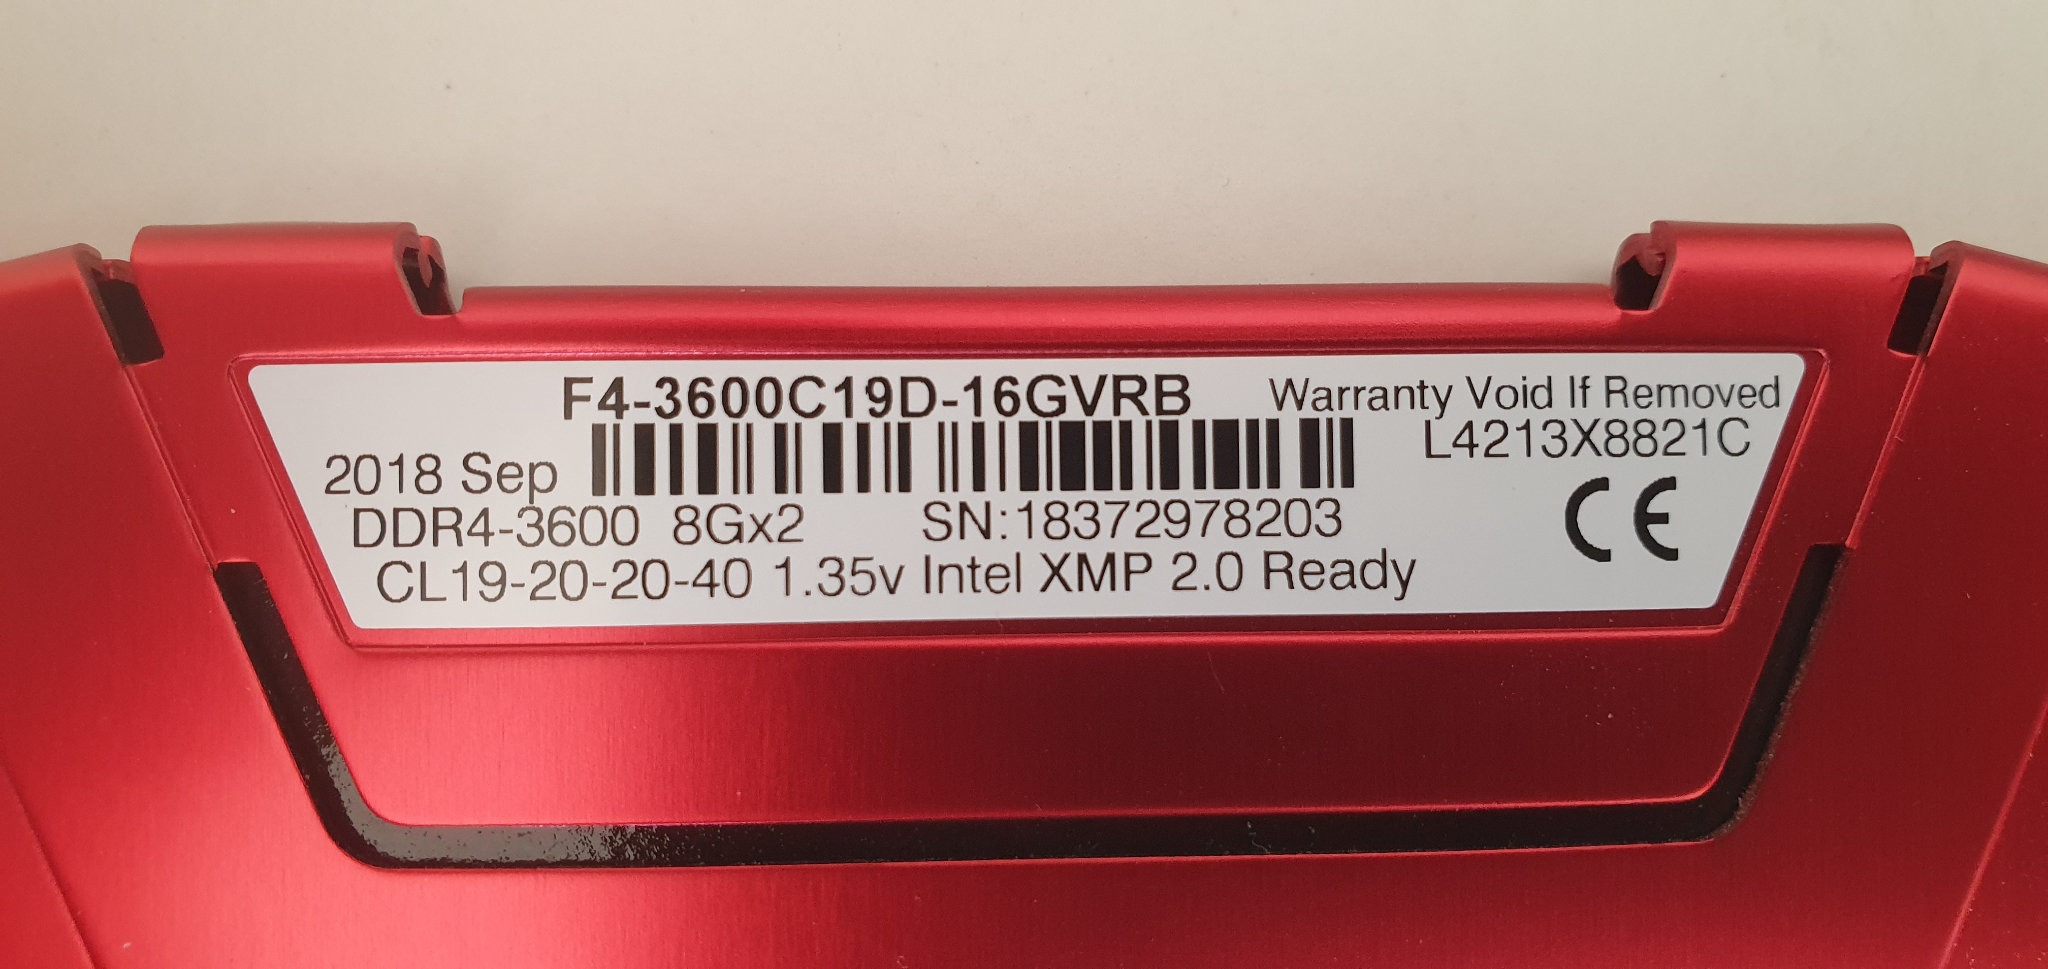 F4-3600C19D-16GVRB
Warranty Void If Removed
L4213X8821C
2018 Sep
DDR4-3600 8Gx2 SN:18372978203
CL19-20-20-40 1.35v Intel XMP 2.0 Ready
CE